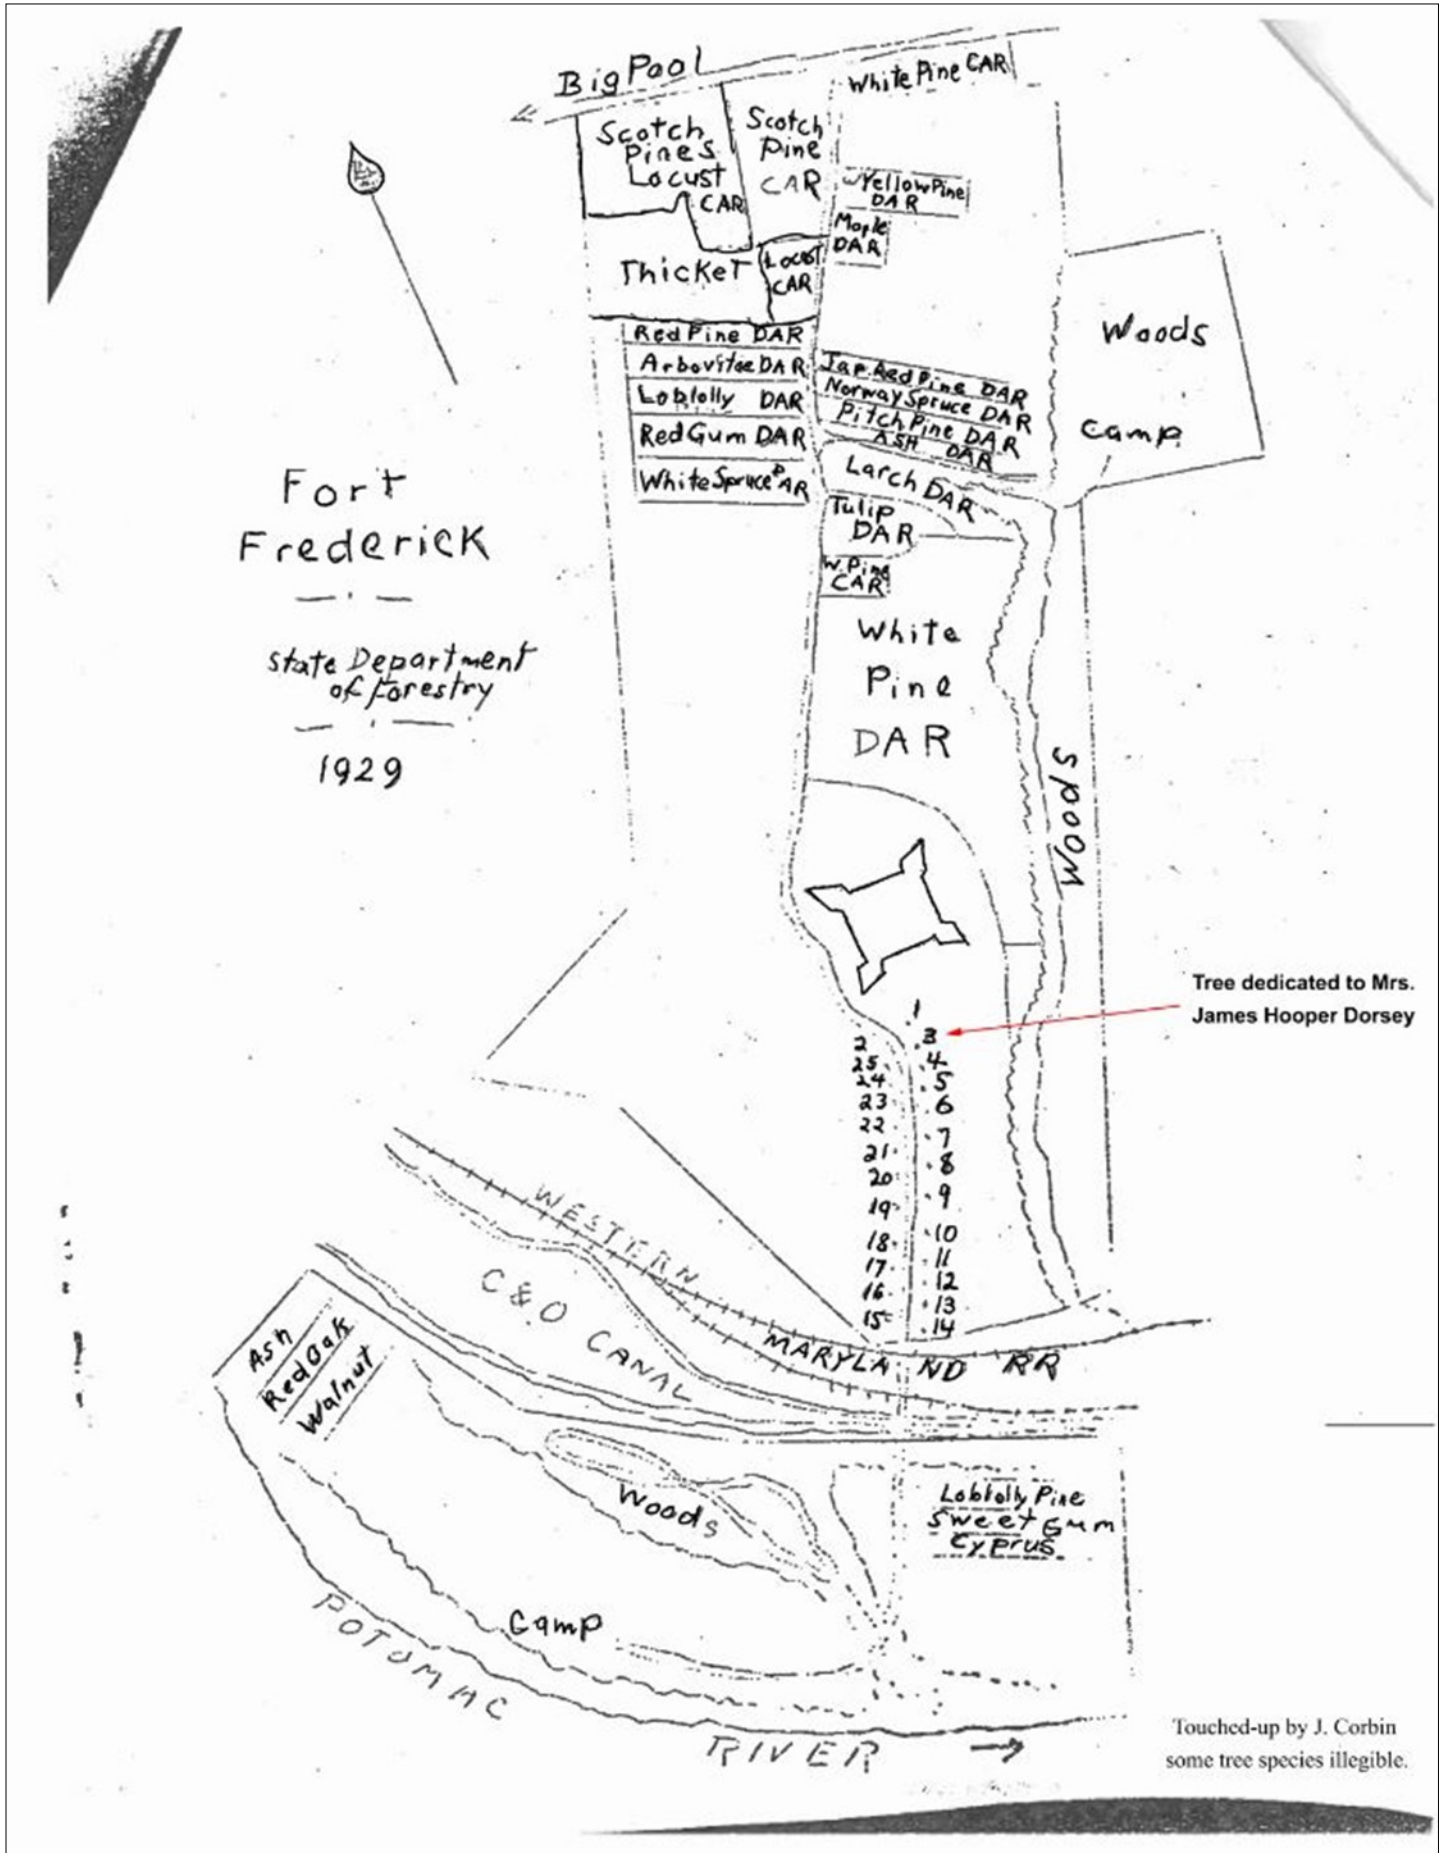 Big Pool
White Pine CAR
Scotch
Pines
Locust
CAR
Scotch
Pine
CAR
Yellow Pine
DAR
Maple
DAR
Thicket
Locust
CAR
Red Pine DAR
Arbovitae DAR
Loblolly DAR
Red Gum DAR
White Spruce DAR
Jap. Red Pine DAR
Norway Spruce DAR
Pitch Pine DAR
ASH DAR
Larch DAR
Tulip
DAR
W. Pine
CAR
White
Pine
DAR
Woods
Camp
Fort
Frederick
State Department
of Forestry
1929
Woods
Tree dedicated to Mrs.
James Hooper Dorsey
1
2 3
25 4
24 5
23 6
22 7
21 8
20 9
19 10
18 11
17 12
16 13
15 14
WESTERN MARYLAND RR
C&O CANAL
Ash
Red Oak
Walnut
Woods
Loblolly Pine
Sweet Gum
Cyprus
Camp
POTOMAC RIVER
Touched-up by J. Corbin
some tree species illegible.